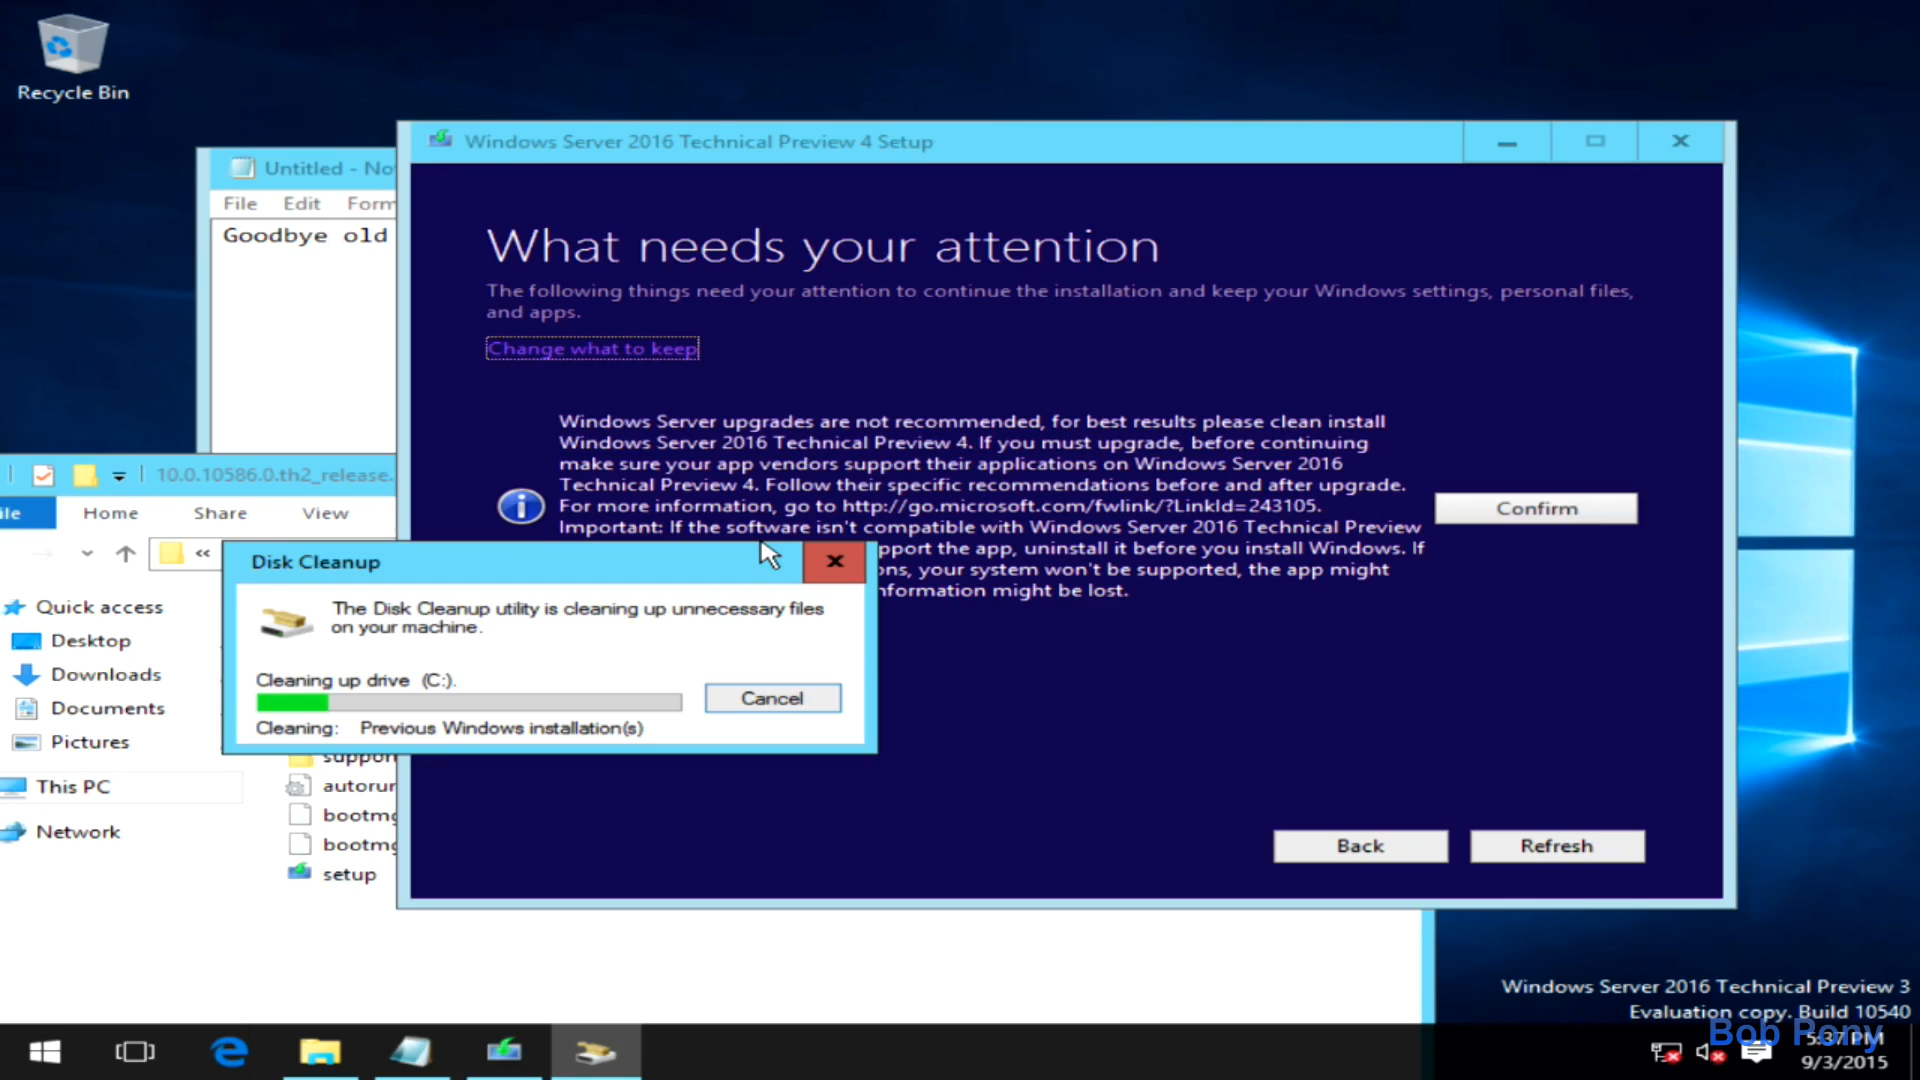 Recycle Bin
Windows Server 2016 Technical Preview 4 Setup
Untitled - No
File Edit Form
Goodbye old
What needs your attention
The following things need your attention to continue the installation and keep your Windows settings, personal files,
and apps.
Change what to keep
Windows Server upgrades are not recommended, for best results please clean install
Windows Server 2016 Technical Preview 4. If you must upgrade, before continuing
make sure your app vendors support their applications on Windows Server 2016
Technical Preview 4. Follow their specific recommendations before and after upgrade.
For more information, go to http://go.microsoft.com/fwlink/?LinkId=243105.
Important: If the software isn't compatible with Windows Server 2016 Technical Preview
pport the app, uninstall it before you install Windows. If
ons, your system won't be supported, the app might
nformation might be lost.
Confirm
Back
Refresh
10.0.10586.0.th2_release.
ile Home Share View
«
Quick access
Desktop
Downloads
Documents
Pictures
This PC
Network
support
autorun
bootmg
bootmg
setup
Disk Cleanup
The Disk Cleanup utility is cleaning up unnecessary files
on your machine.
Cleaning up drive (C:).
Cancel
Cleaning: Previous Windows installation(s)
Windows Server 2016 Technical Preview 3
Evaluation copy. Build 10540
Bob Pony
5:37 PM
9/3/2015